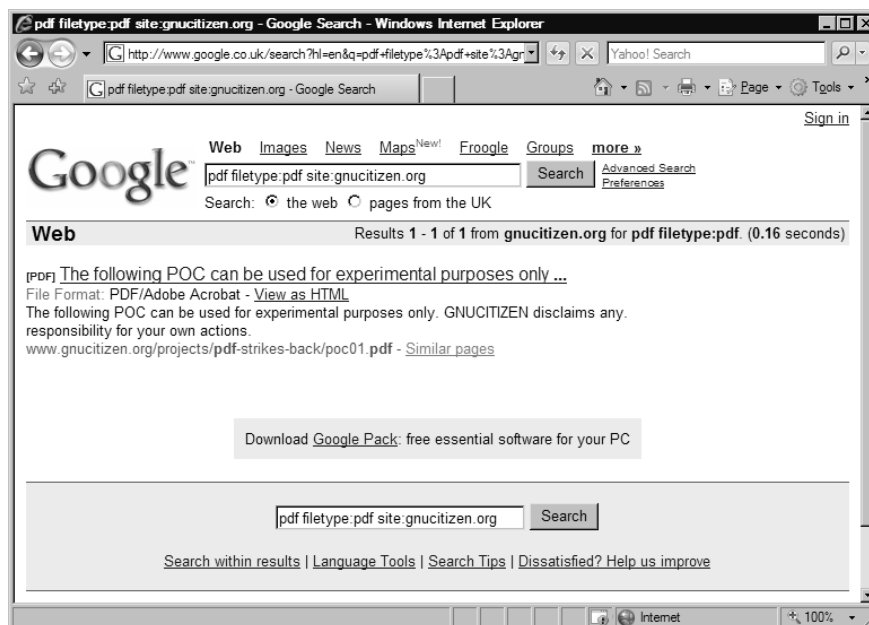 pdf filetype:pdf site:gnucitizen.org - Google Search - Windows Internet Explorer
http://www.google.co.uk/search?hl=en&q=pdf+filetype%3Apdf+site%3Agr
Yahoo! Search
pdf filetype:pdf site:gnucitizen.org - Google Search
Page Tools »
Sign in
Google™
Web Images News Maps New! Froogle Groups more »
pdf filetype:pdf site:gnucitizen.org Search Advanced Search
Preferences
Search: the web pages from the UK
Web Results 1 - 1 of 1 from gnucitizen.org for pdf filetype:pdf. (0.16 seconds)
[PDF] The following POC can be used for experimental purposes only ...
File Format: PDF/Adobe Acrobat - View as HTML
The following POC can be used for experimental purposes only. GNUCITIZEN disclaims any.
responsibility for your own actions.
www.gnucitizen.org/projects/pdf-strikes-back/poc01.pdf - Similar pages
Download Google Pack: free essential software for your PC
pdf filetype:pdf site:gnucitizen.org Search
Search within results | Language Tools | Search Tips | Dissatisfied? Help us improve
Internet 100%